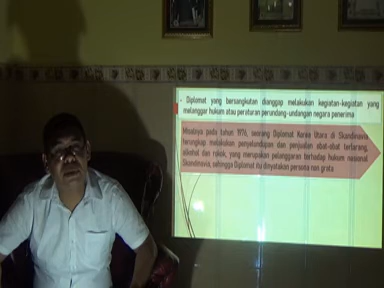 - Diplomat yang bersangkutan dianggap melakukan kegiatan-kegiatan yang
melanggar hukum atau peraturan perundang-undangan negara penerima
Misalnya pada tahun 1976, seorang Diplomat Korea Utara di Skandinavia,
terungkap melakukan penyelundupan dan penjualan obat-obat terlarang,
alkohol dan rokok, yang merupakan pelanggaran terhadap hukum nasional
Skandinavia, sehingga Diplomat itu dinyatakan persona non grata